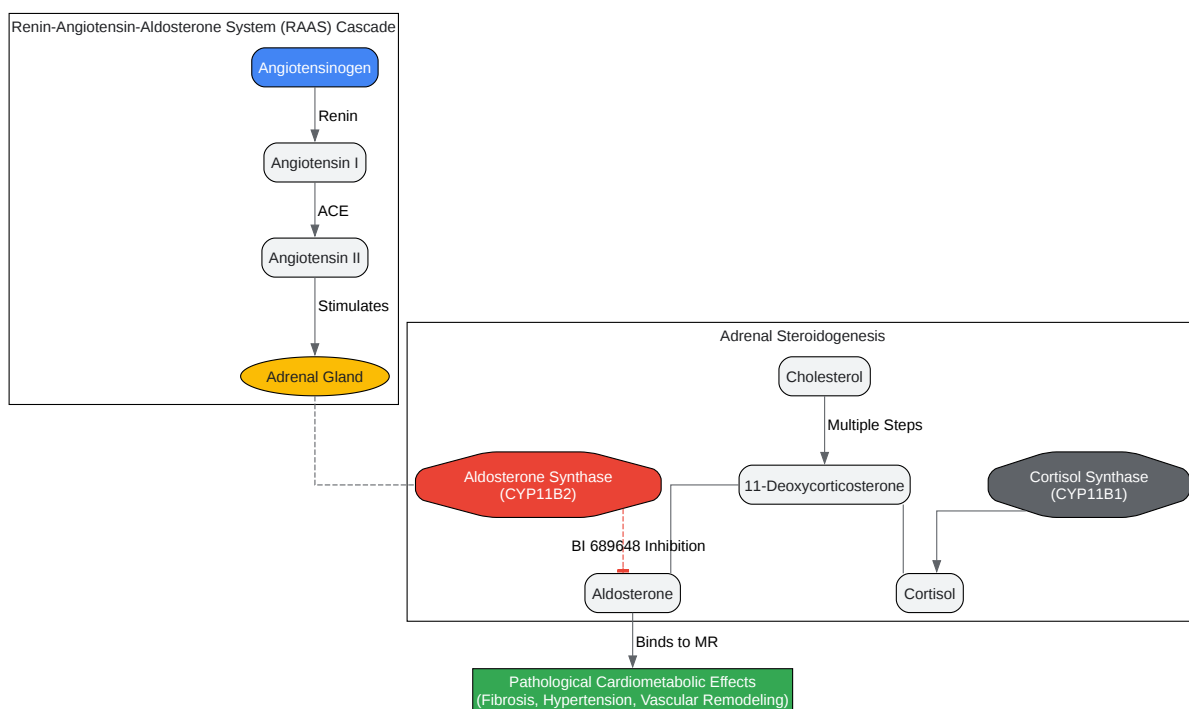 Renin-Angiotensin-Aldosterone System (RAAS) Cascade
Angiotensinogen
Renin
Angiotensin I
ACE
Angiotensin II
Stimulates
Adrenal Gland
Adrenal Steroidogenesis
Cholesterol
Multiple Steps
Aldosterone Synthase
(CYP11B2)
11-Deoxycorticosterone
Cortisol Synthase
(CYP11B1)
BI 689648 Inhibition
Aldosterone
Cortisol
Binds to MR
Pathological Cardiometabolic Effects
(Fibrosis, Hypertension, Vascular Remodeling)